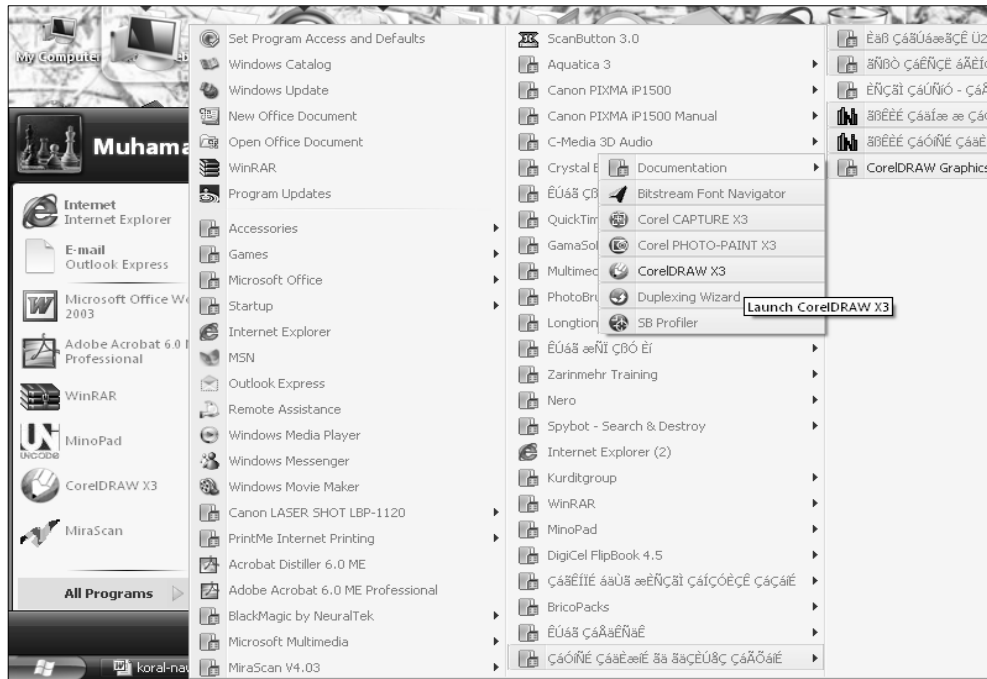 My Computer
Muhama
Internet
Internet Explorer
E-mail
Outlook Express
Microsoft Office Wo
2003
Adobe Acrobat 6.0
Professional
WinRAR
MinoPad
CorelDRAW X3
MiraScan
All Programs
koral-nav
Set Program Access and Defaults
Windows Catalog
Windows Update
New Office Document
Open Office Document
WinRAR
Program Updates
Accessories
Games
Microsoft Office
Startup
Internet Explorer
MSN
Outlook Express
Remote Assistance
Windows Media Player
Windows Messenger
Windows Movie Maker
Canon LASER SHOT LBP-1120
PrintMe Internet Printing
Acrobat Distiller 6.0 ME
Adobe Acrobat 6.0 ME Professional
BlackMagic by NeuralTek
Microsoft Multimedia
MiraScan V4.03
ScanButton 3.0
Aquatica 3
Canon PIXMA iP1500
Canon PIXMA iP1500 Manual
C-Media 3D Audio
Crystal
QuickTim
GamaSol
Multimed
PhotoBru
Longtion
ÊÚáã æÑÏ ÇßÓ Èí
Zarinmehr Training
Nero
Spybot - Search & Destroy
Internet Explorer (2)
Kurditgroup
WinRAR
MinoPad
DigiCel FlipBook 4.5
BricoPacks
ÊÚáã ÇáÅäÊÑäÊ
Documentation
Bitstream Font Navigator
Corel CAPTURE X3
Corel PHOTO-PAINT X3
CorelDRAW X3
Duplexing Wizard
SB Profiler
Launch CorelDRAW X3
CorelDRAW Graphics